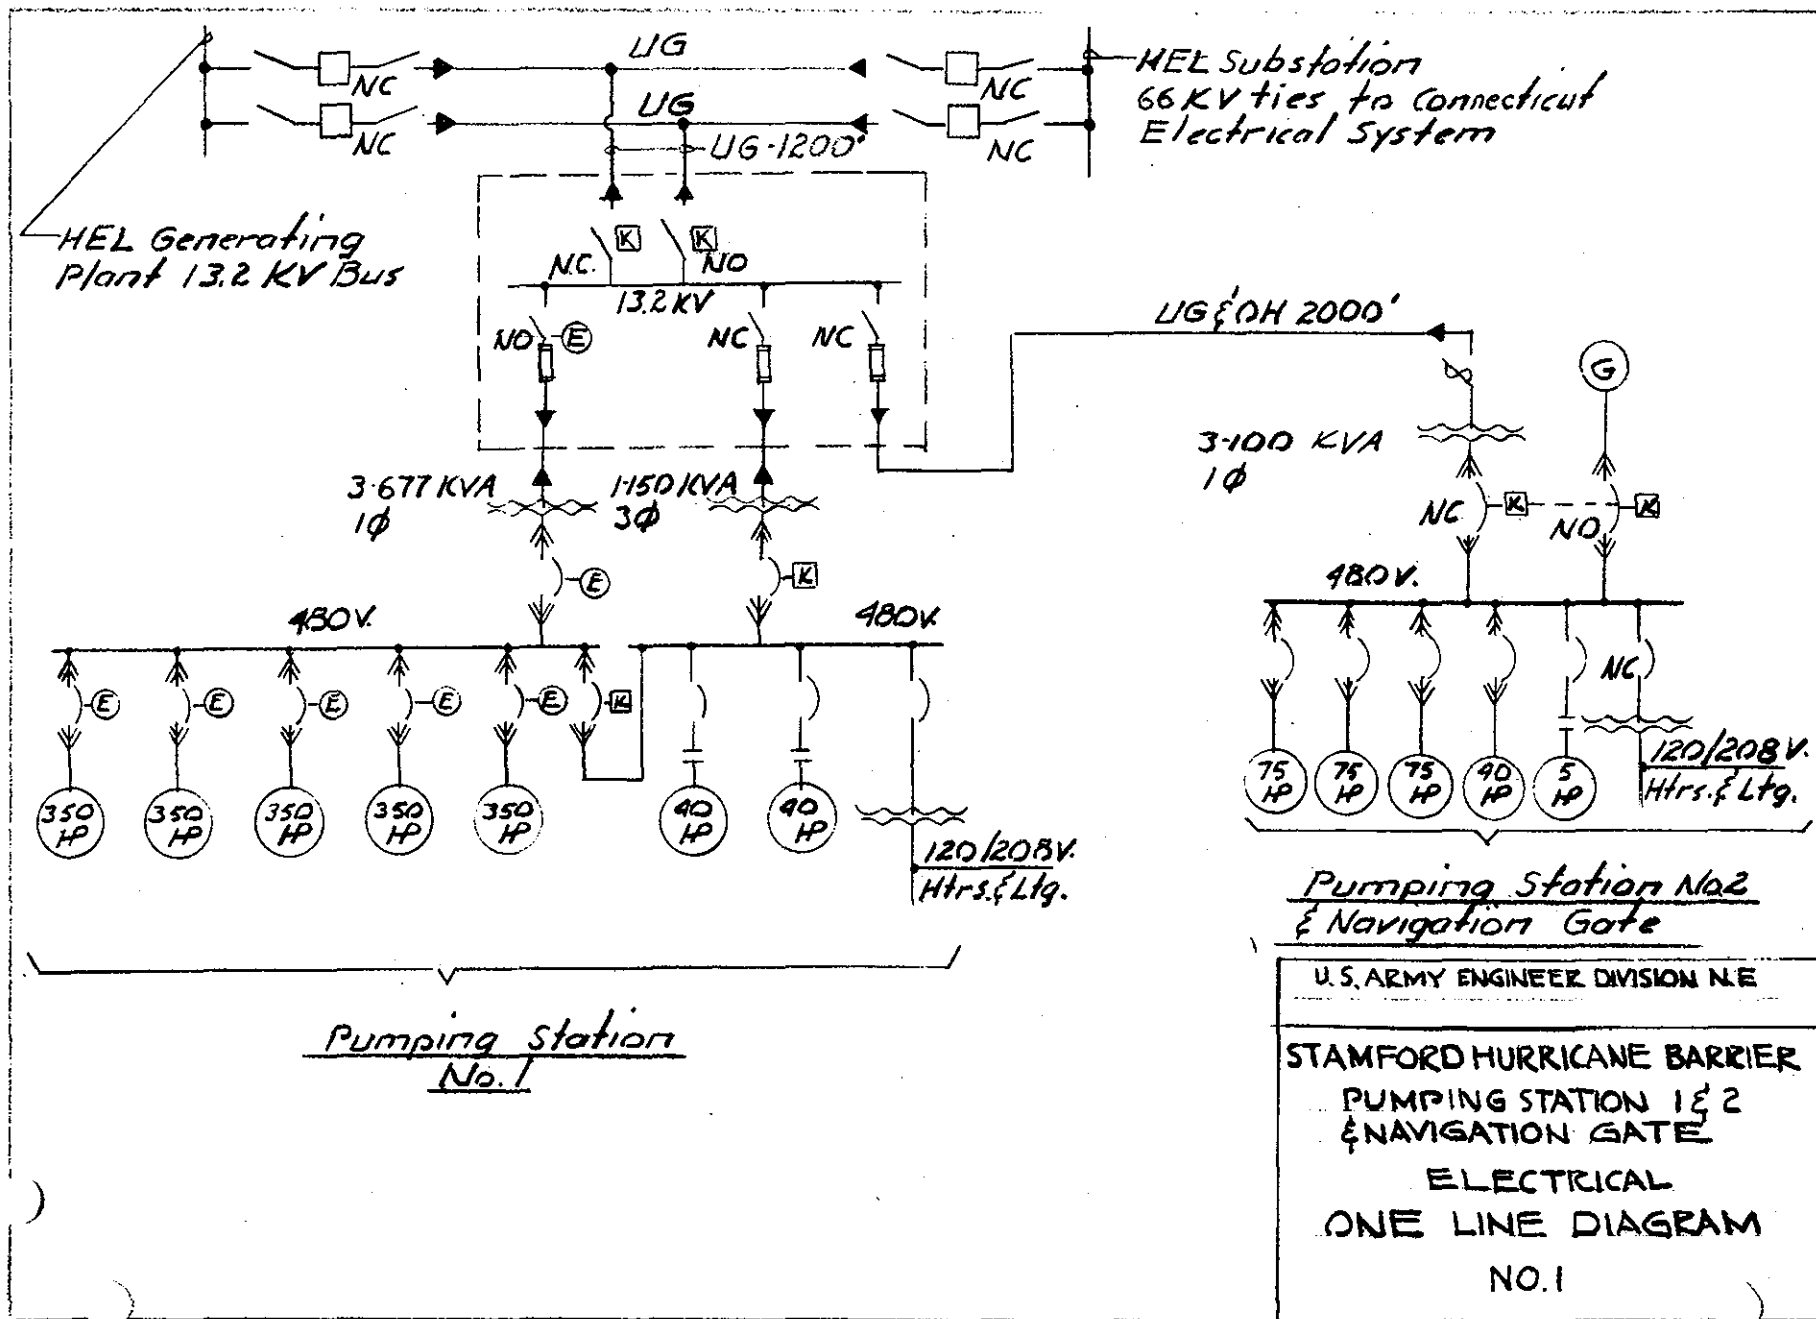 UG
NC
NC
HEL Substation
66 KV ties to Connecticut
Electrical System
UG
NC
NC
UG-1200'
HEL Generating
Plant 13.2 KV Bus
K
K
N.C.
NO
13.2 KV
NO
E
NC
NC
UG & OH 2000'
G
3-677 KVA
1Φ
1-150 KVA
3Φ
3-100 KVA
1Φ
NC
K
NO
K
E
K
480V.
480V.
480V.
E
E
E
E
E
K
NC
350
HP
350
HP
350
HP
350
HP
350
HP
40
HP
40
HP
120/208V.
Htrs. & Ltg.
75
HP
75
HP
75
HP
40
HP
5
HP
120/208V.
Htrs. & Ltg.
Pumping Station No2
& Navigation Gate
Pumping Station
No. 1
U.S. ARMY ENGINEER DIVISION N.E
STAMFORD HURRICANE BARRIER
PUMPING STATION 1 & 2
& NAVIGATION GATE
ELECTRICAL
ONE LINE DIAGRAM
NO. 1